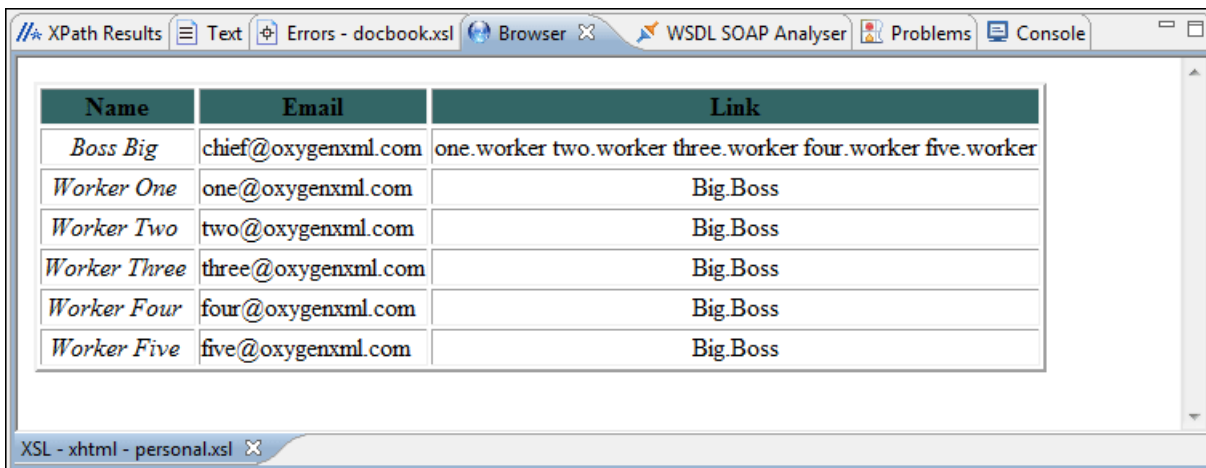 XPath Results Text Errors - docbook.xsl Browser WSDL SOAP Analyser Problems Console
Name Email Link
Boss Big chief@oxygenxml.com one.worker two.worker three.worker four.worker five.worker
Worker One one@oxygenxml.com Big.Boss
Worker Two two@oxygenxml.com Big.Boss
Worker Three three@oxygenxml.com Big.Boss
Worker Four four@oxygenxml.com Big.Boss
Worker Five five@oxygenxml.com Big.Boss
XSL - xhtml - personal.xsl